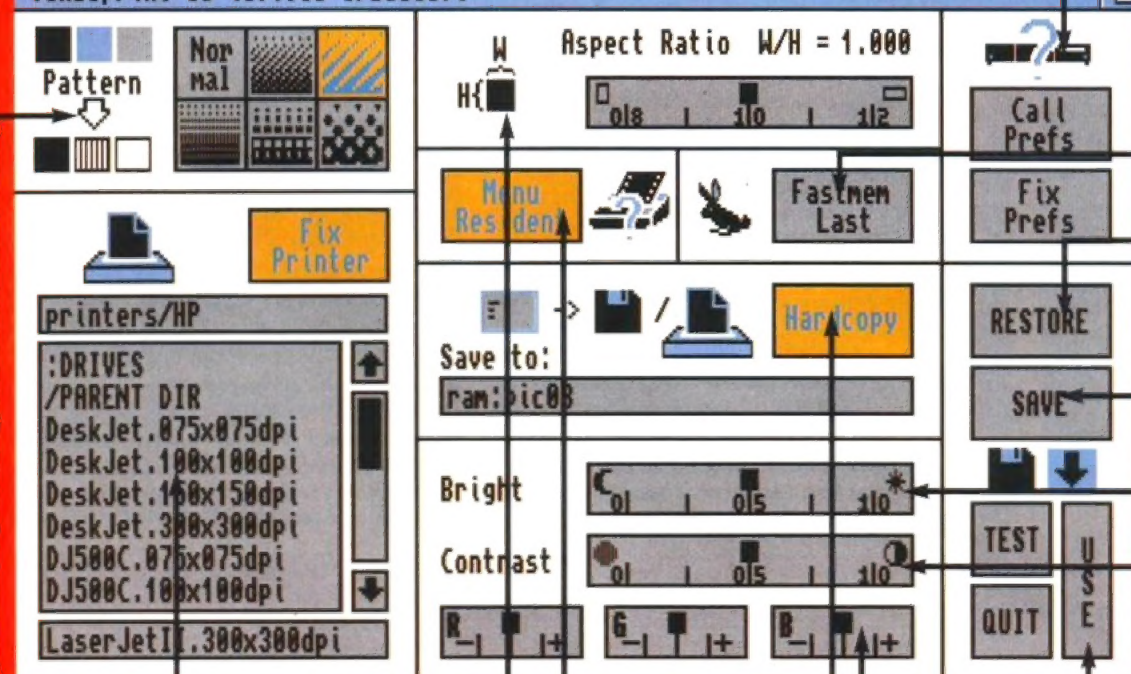 Pattern
Nor
mal
Aspect Ratio W/H = 1.000
W
H{
0|8 1|0 1|2
Call
Prefs
Menu
Resident
Fastmem
Last
Fix
Prefs
Fix
Printer
printers/HP
:DRIVES
/PARENT DIR
DeskJet.075x075dpi
DeskJet.100x100dpi
DeskJet.150x150dpi
DeskJet.300x300dpi
DJ500C.075x075dpi
DJ500C.100x100dpi
LaserJetII.300x300dpi
Hardcopy
Save to:
ram:pic08
RESTORE
SAVE
Bright
0| 0|5 1|0
Contrast
0| 0|5 1|0
R - | +
G - | +
B - | +
TEST
QUIT
USE